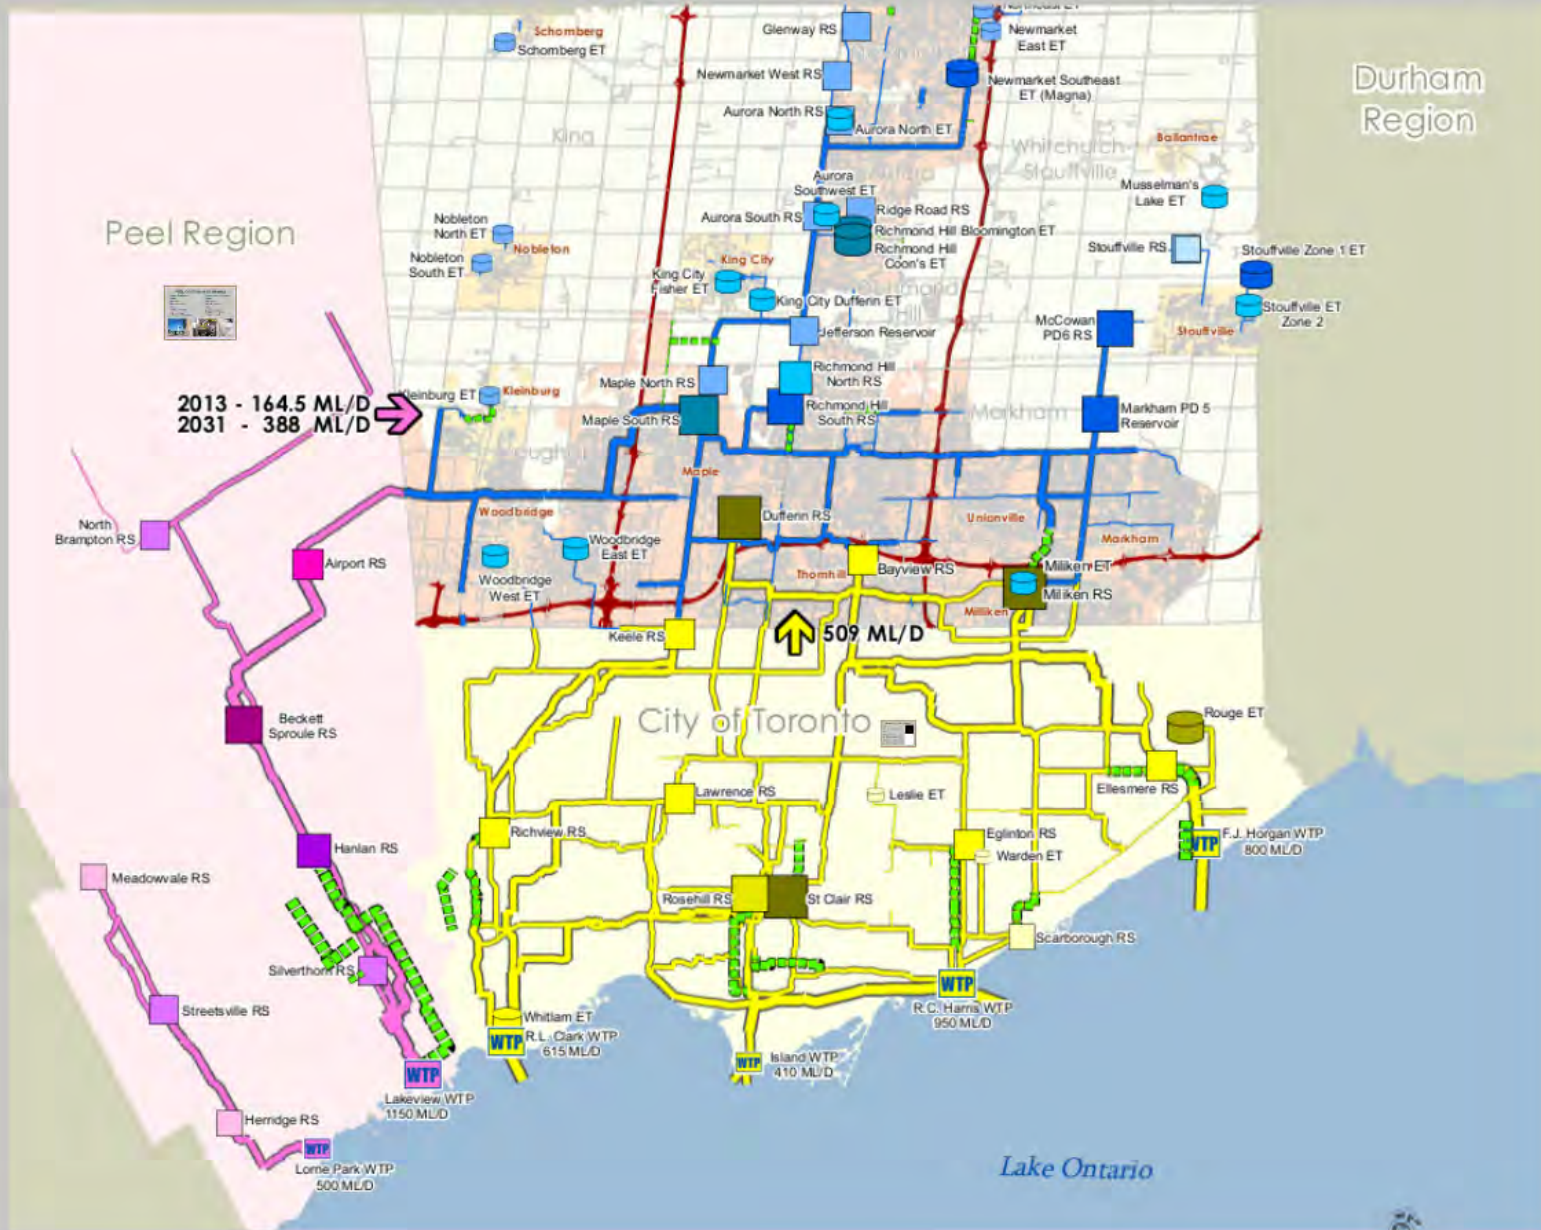 Schomberg
Schomberg ET
Glenway RS
Northeast ET
Newmarket
East ET
Newmarket West RS
Newmarket Southeast
ET (Magna)
Durham
Region
Aurora North RS
Aurora North ET
King
Whitchurch
Stouffville
Ballantrae
Aurora
Southwest ET
Aurora
Musselman's
Lake ET
Nobleton
North ET
Aurora South RS
Ridge Road RS
Richmond Hill Bloomington ET
Richmond Hill
Coon's ET
Peel Region
Nobleton
Nobleton
South ET
Stouffville RS
Stouffville Zone 1 ET
King City
King City
Fisher ET
King City Dufferin ET
Richmond
Hill
Stouffville ET
Zone 2
Jefferson Reservoir
McCowan
PD6 RS
Stouffville
Kleinburg ET
Kleinburg
Maple North RS
Richmond Hill
North RS
2013 - 164.5 ML/D
2031 - 388 ML/D
Maple South RS
Richmond Hill
South RS
Markham
Markham PD 5
Reservoir
Vaughan
Maple
Woodbridge
Dufferin RS
Unionville
North
Brampton RS
Airport RS
Woodbridge
East ET
Markham
Woodbridge
West ET
Thornhill
Bayview RS
Milliken ET
Milliken RS
Milliken
Keele RS
509 ML/D
Beckett
Sproule RS
City of Toronto
Rouge ET
Lawrence RS
Leslie ET
Ellesmere RS
Richview RS
Eglinton RS
Warden ET
WTP
F.J. Horgan WTP
800 ML/D
Hanlan RS
Meadowvale RS
Rosehill RS
St Clair RS
Scarborough RS
Silverthorn RS
WTP
R.C. Harris WTP
950 ML/D
Streetsville RS
Whitlam ET
WTP
R.L. Clark WTP
615 ML/D
WTP
Island WTP
410 ML/D
WTP
Lakeview WTP
1150 ML/D
Herridge RS
WTP
Lorne Park WTP
500 ML/D
Lake Ontario